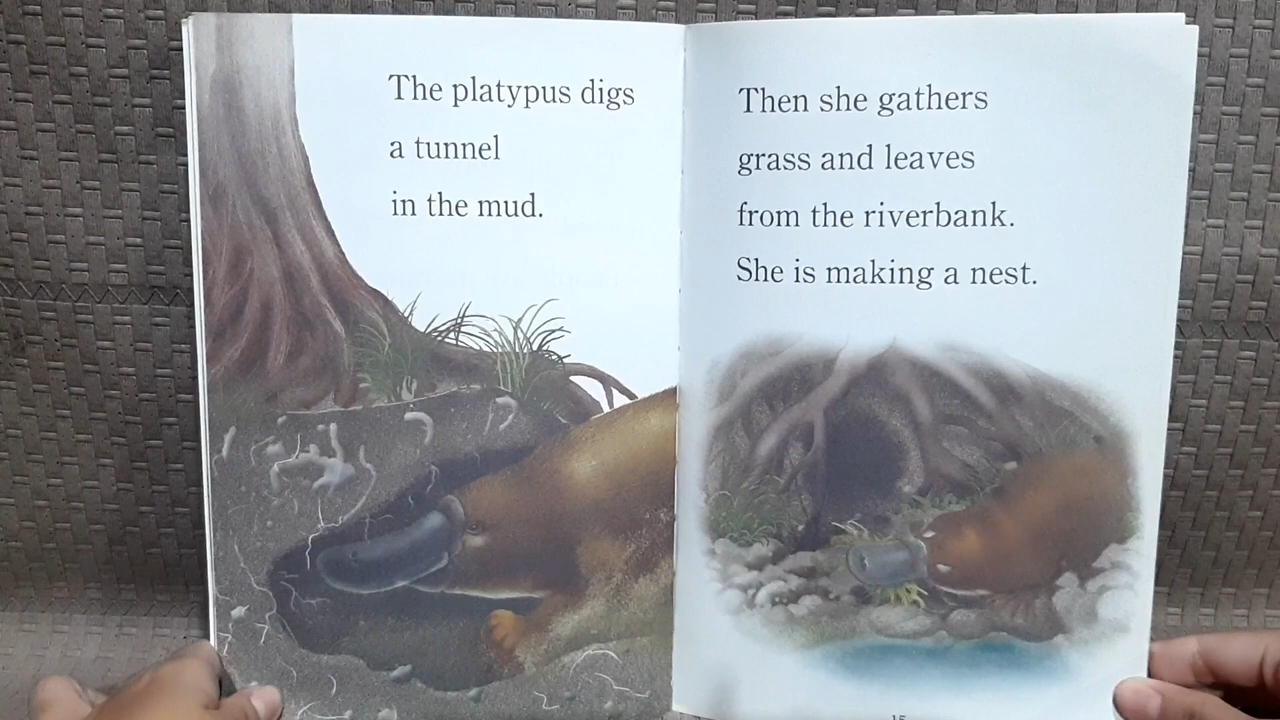 The platypus digs
a tunnel
in the mud.
Then she gathers
grass and leaves
from the riverbank.
She is making a nest.
15